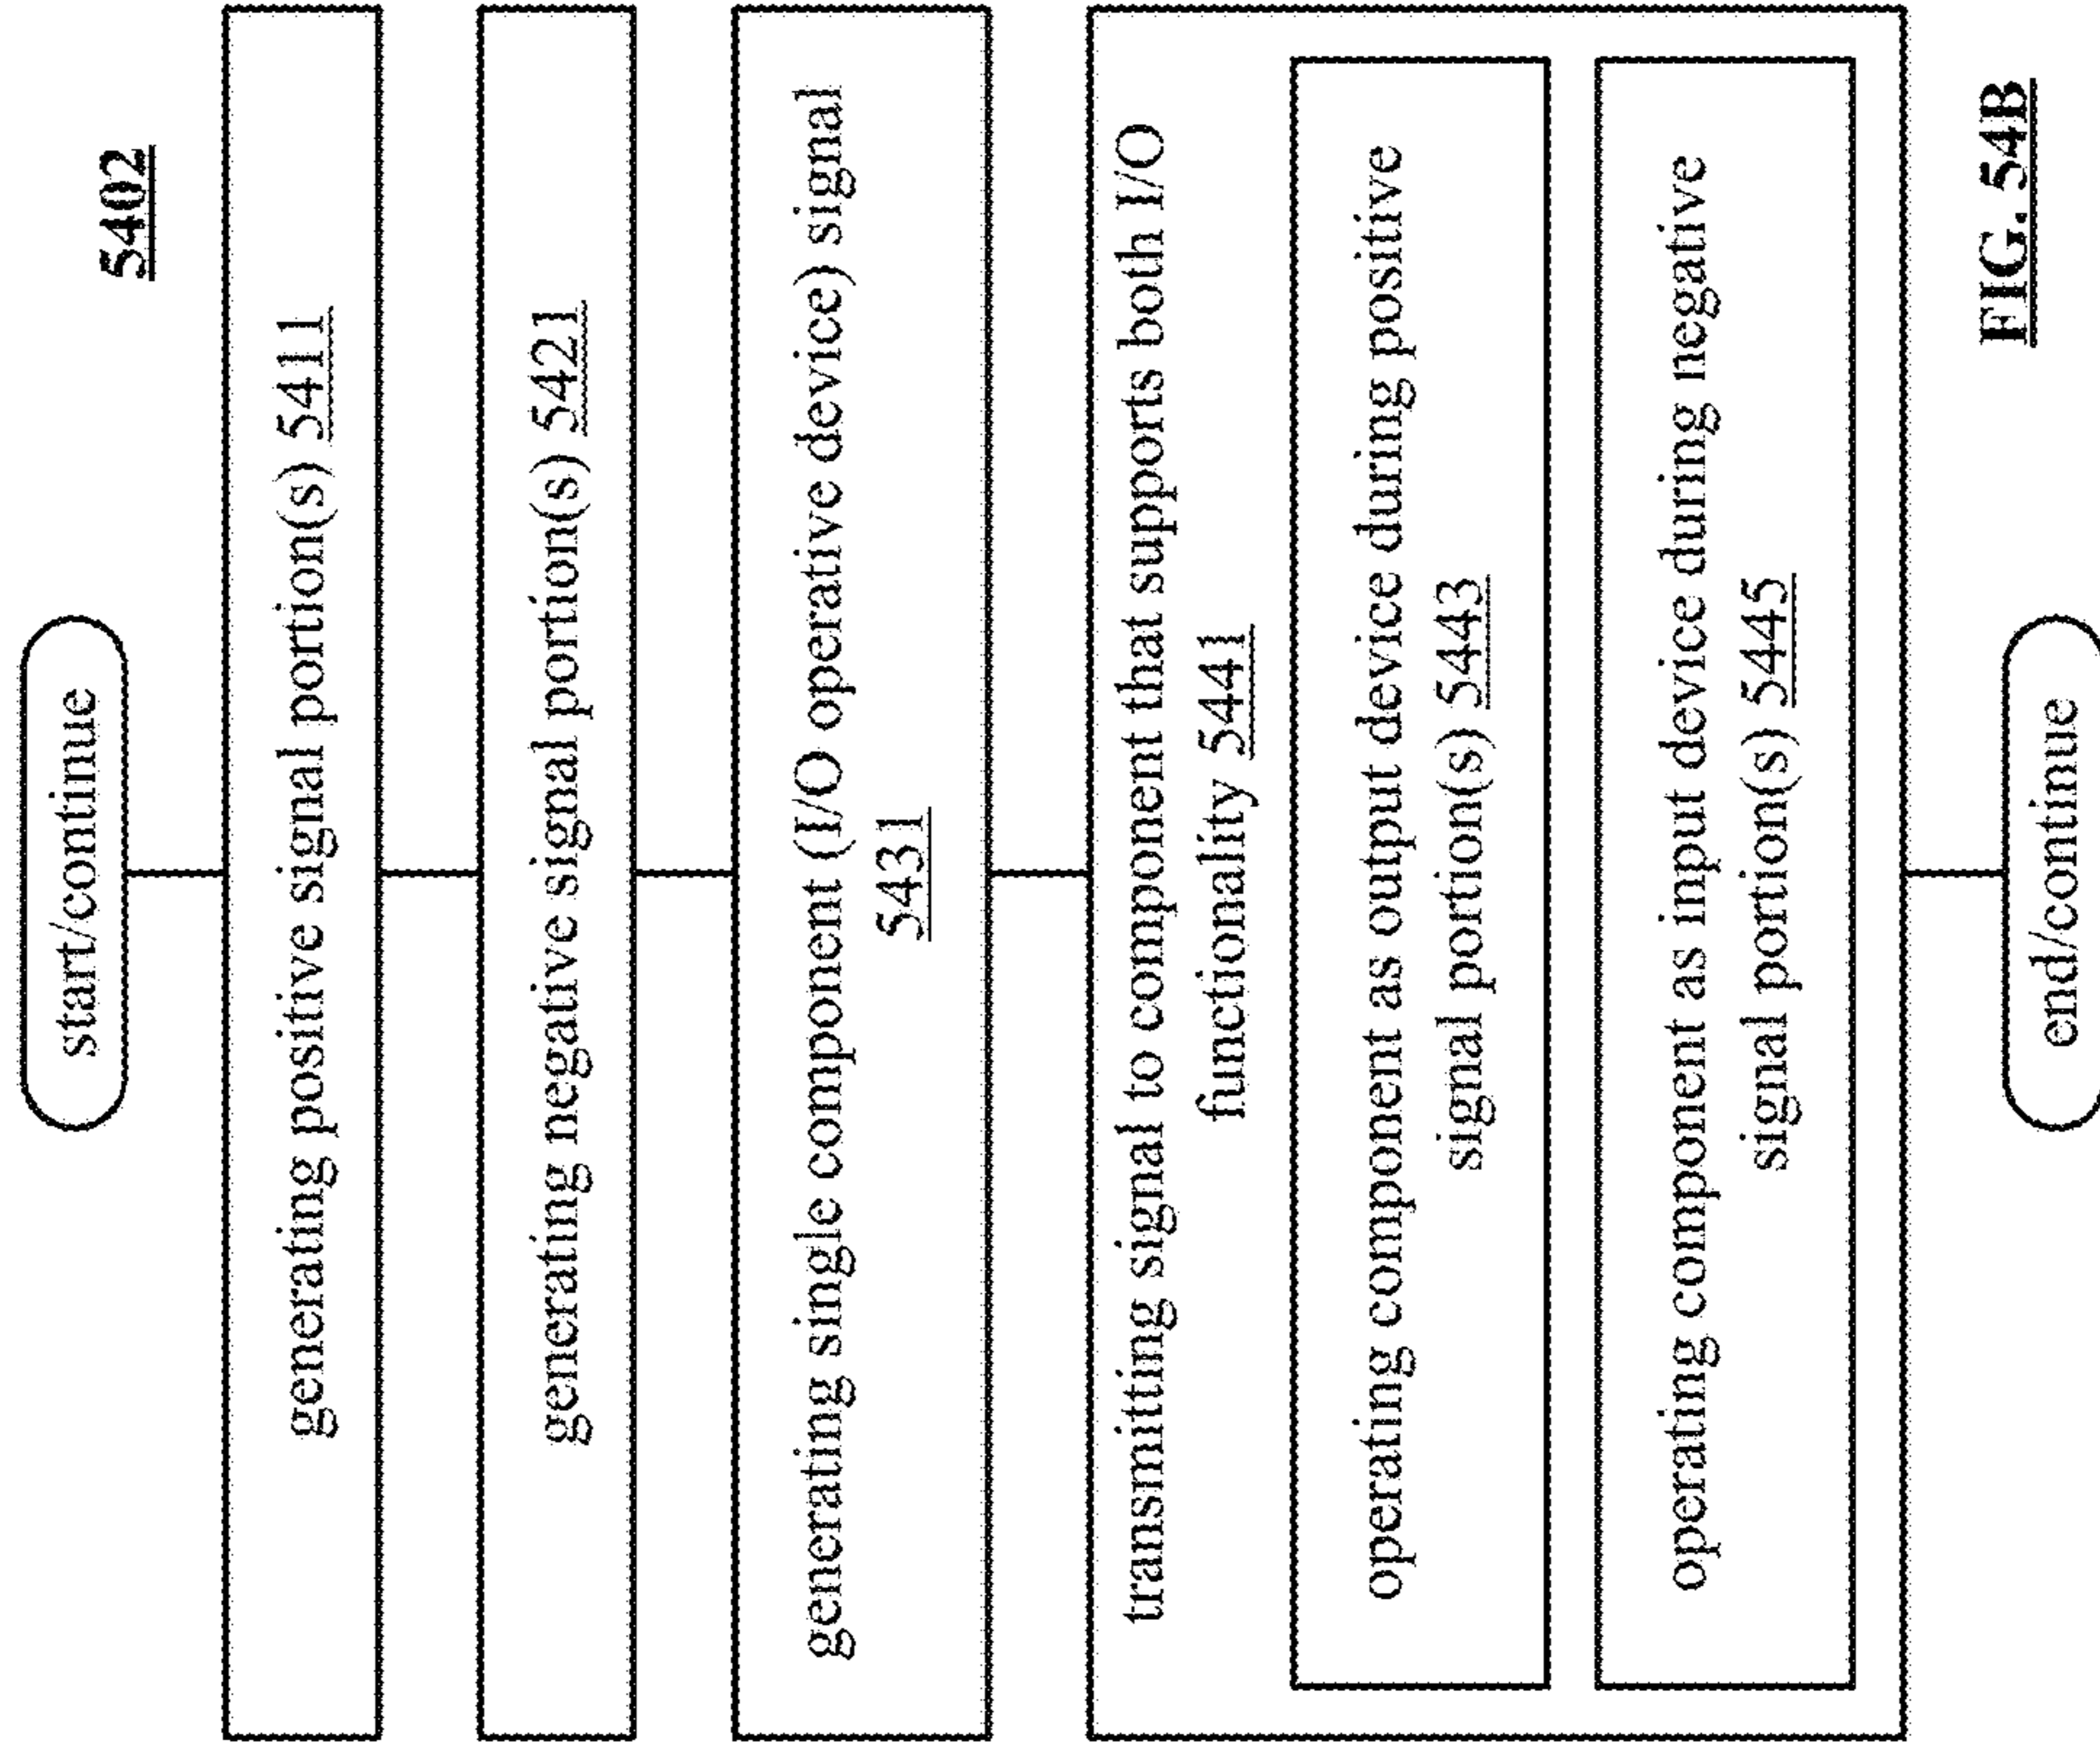 5402
start/continue
generating positive signal portion(s) 5411
generating negative signal portion(s) 5421
generating single component (I/O operative device) signal
5431
transmitting signal to component that supports both I/O
functionality 5441
operating component as output device during positive
signal portion(s) 5443
operating component as input device during negative
signal portion(s) 5445
end/continue
FIG. 54B